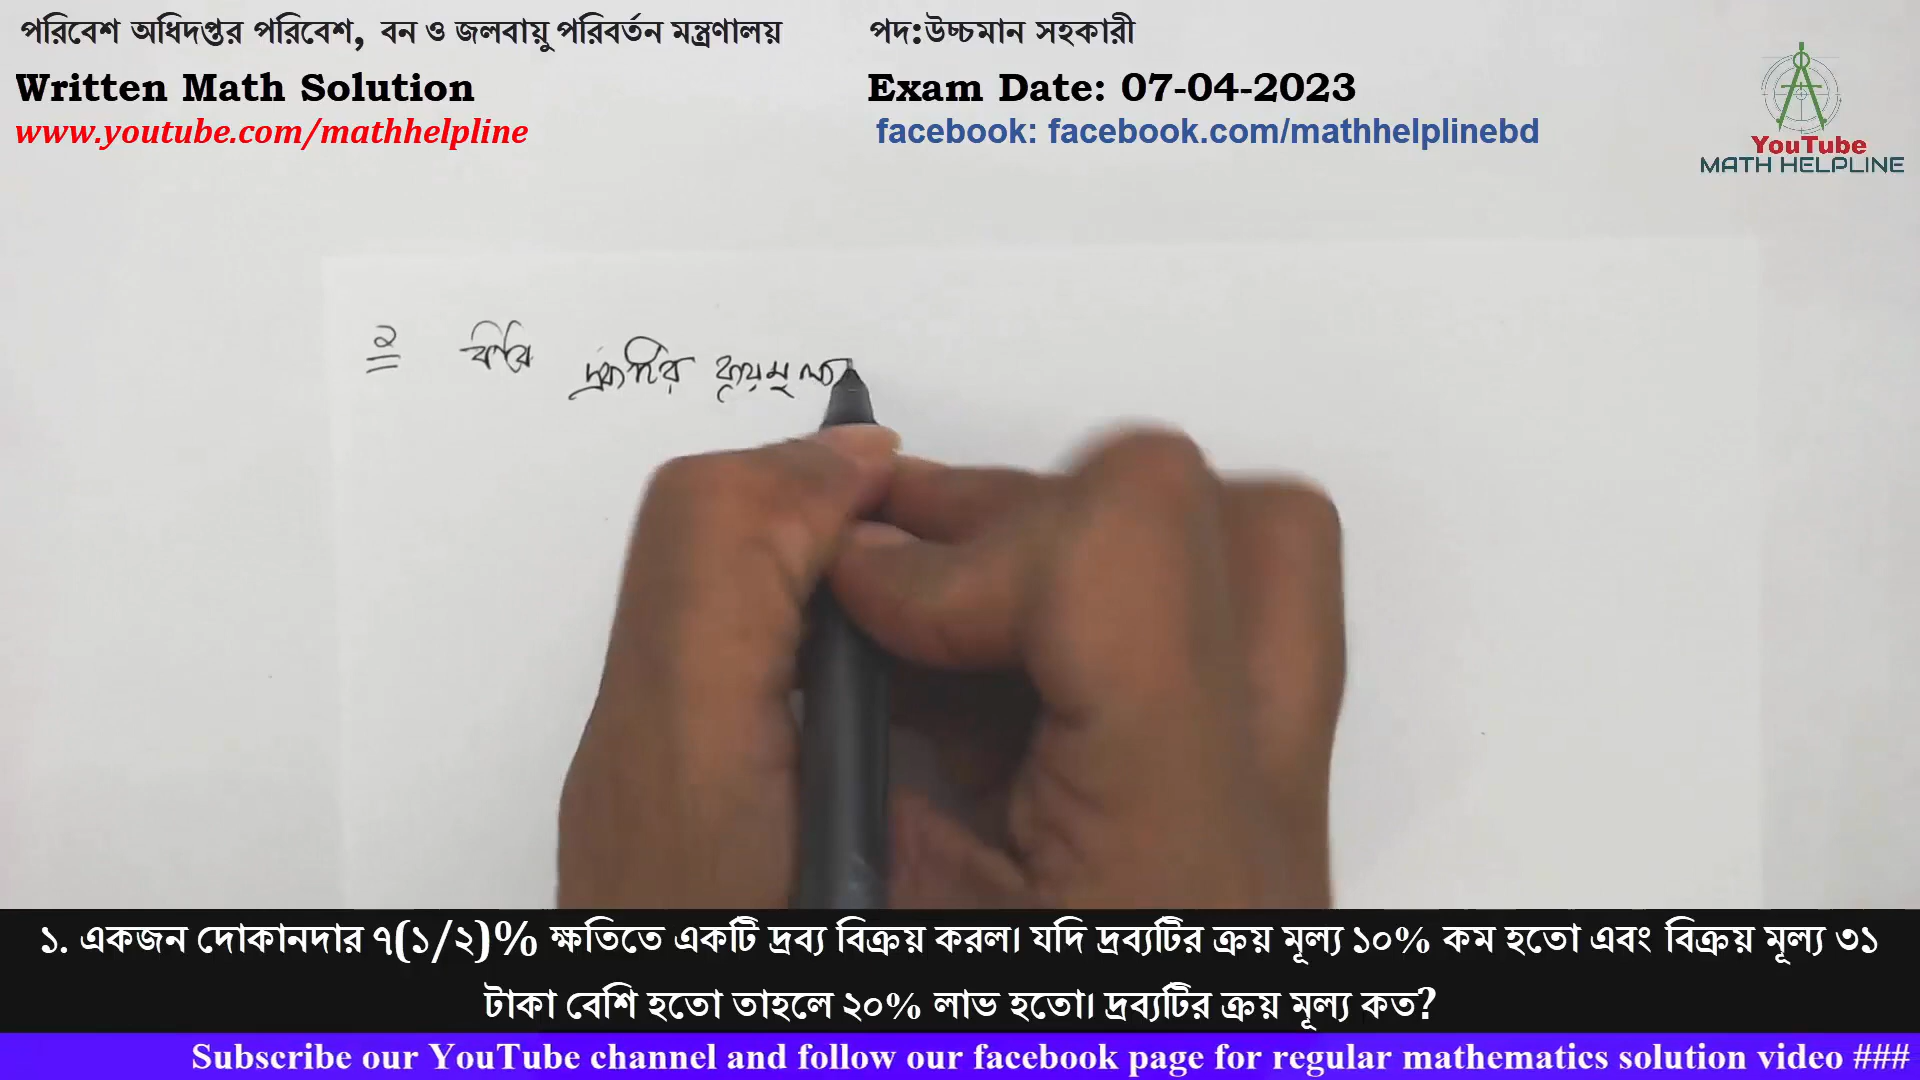 পরিবেশ অধিদপ্তর পরিবেশ, বন ও জলবায়ু পরিবর্তন মন্ত্রণালয়
পদ:উচ্চমান সহকারী
Written Math Solution
Exam Date: 07-04-2023
www.youtube.com/mathhelpline
facebook: facebook.com/mathhelplinebd
YouTube
MATH HELPLINE
ধরি দ্রব্যটির ক্রয়মূল্য
১. একজন দোকানদার ৭(১/২)% ক্ষতিতে একটি দ্রব্য বিক্রয় করল। যদি দ্রব্যটির ক্রয় মূল্য ১০% কম হতো এবং বিক্রয় মূল্য ৩১
টাকা বেশি হতো তাহলে ২০% লাভ হতো। দ্রব্যটির ক্রয় মূল্য কত?
Subscribe our YouTube channel and follow our facebook page for regular mathematics solution video ###